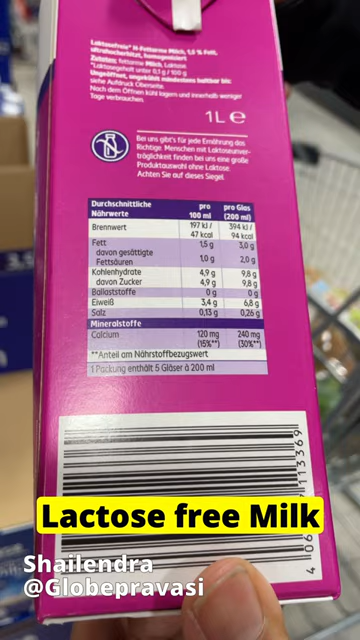 Laktosefreie* H-Fettarme Milch, 1,5 % Fett,
ultrahocherhitzt, homogenisiert
Zutaten: fettarme Milch, Laktase
*Laktosegehalt unter 0,1 g / 100 g
Ungeöffnet, ungekühlt mindestens haltbar bis:
siehe Aufdruck Oberseite.
Nach dem Öffnen kühl lagern und innerhalb weniger
Tage verbrauchen.
1L e
Bei uns gibt's für jede Ernährung das
Richtige. Menschen mit Laktoseunver-
träglichkeit finden bei uns eine große
Produktauswahl ohne Laktose.
Achten Sie auf dieses Siegel.
Durchschnittliche Nährwerte pro 100 ml pro Glas (200 ml)
Brennwert 197 kJ / 47 kcal 394 kJ / 94 kcal
Fett 1,5 g 3,0 g
davon gesättigte Fettsäuren 1,0 g 2,0 g
Kohlenhydrate 4,9 g 9,8 g
davon Zucker 4,9 g 9,8 g
Ballaststoffe 0 g 0 g
Eiweiß 3,4 g 6,8 g
Salz 0,13 g 0,26 g
Mineralstoffe
Calcium 120 mg (15%**) 240 mg (30%**)
**Anteil am Nährstoffbezugswert
1 Packung enthält 5 Gläser à 200 ml
113369
Lactose free Milk
Shailendra
@Globepravasi